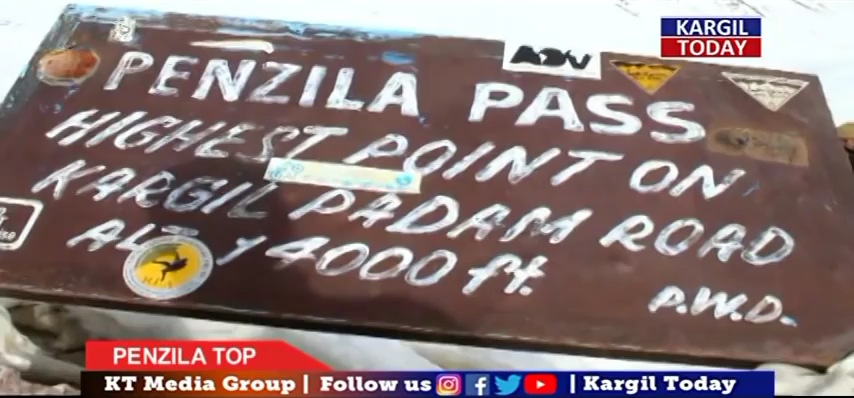 KARGIL
TODAY
ADV
PENZILA PASS
HIGHEST POINT ON
KARGIL PADAM ROAD
ALT 14000 ft.
P.W.D.
PENZILA TOP
KT Media Group | Follow us | Kargil Today